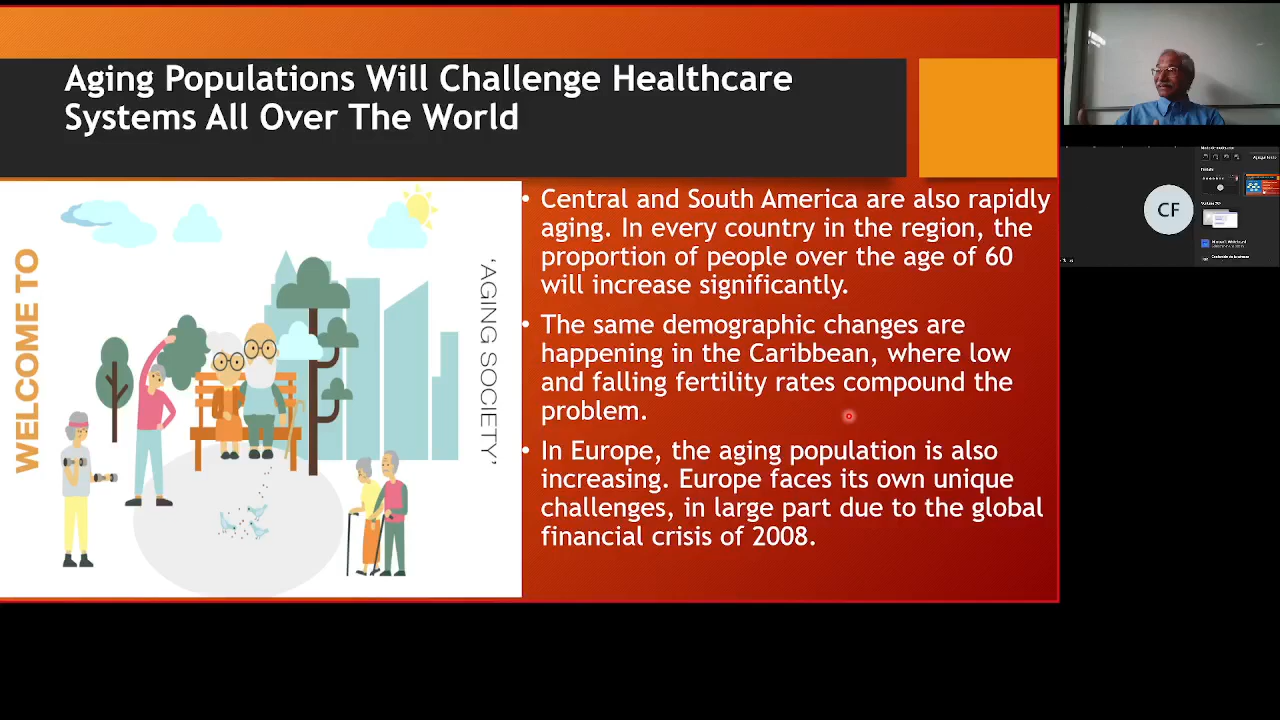 Aging Populations Will Challenge Healthcare
Systems All Over The World
WELCOME TO
'AGING SOCIETY'
• Central and South America are also rapidly
aging. In every country in the region, the
proportion of people over the age of 60
will increase significantly.
• The same demographic changes are
happening in the Caribbean, where low
and falling fertility rates compound the
problem.
• In Europe, the aging population is also
increasing. Europe faces its own unique
challenges, in large part due to the global
financial crisis of 2008.
CF